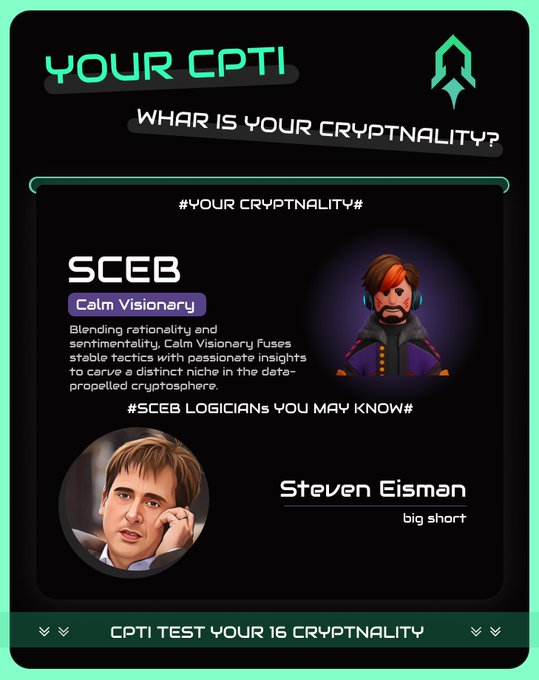 YOUR CPTI
WHAR IS YOUR CRYPTNALITY?
#YOUR CRYPTNALITY#
SCEB
Calm Visionary
Blending rationality and
sentimentality, Calm Visionary fuses
stable tactics with passionate insights
to carve a distinct niche in the data-
propelled cryptosphere.
#SCEB LOGICIANs YOU MAY KNOW#
Steven Eisman
big short
CPTI TEST YOUR 16 CRYPTNALITY